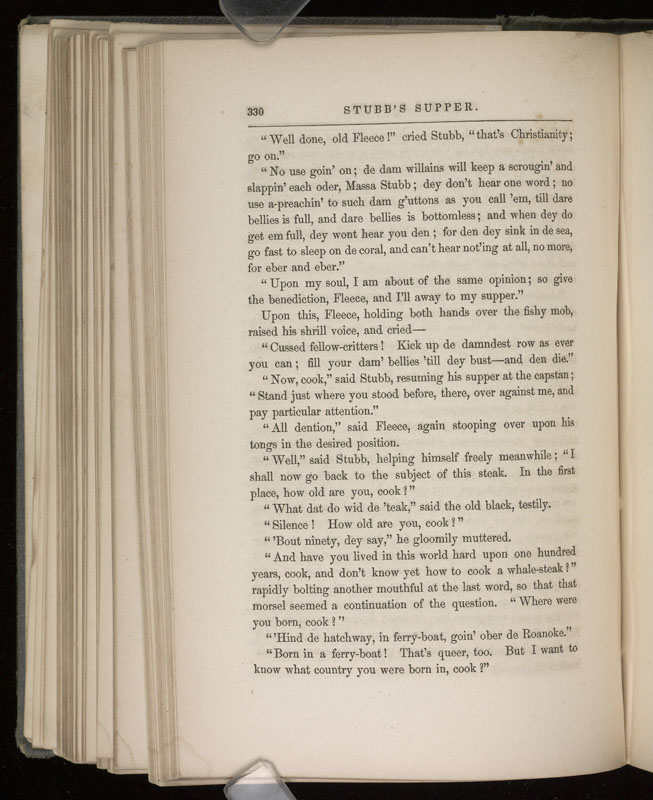 330 STUBB'S SUPPER.
"Well done, old Fleece!" cried Stubb, "that's Christianity;
go on."
"No use goin' on; de dam willains will keep a scrougin' and
slappin' each oder, Massa Stubb; dey don't hear one word; no
use a-preachin' to such dam g'uttons as you call 'em, till dare
bellies is full, and dare bellies is bottomless; and when dey do
get em full, dey wont hear you den; for den dey sink in de sea,
go fast to sleep on de coral, and can't hear not'ing at all, no more,
for eber and eber."
"Upon my soul, I am about of the same opinion; so give
the benediction, Fleece, and I'll away to my supper."
Upon this, Fleece, holding both hands over the fishy mob,
raised his shrill voice, and cried—
"Cussed fellow-critters! Kick up de damndest row as ever
you can; fill your dam' bellies 'till dey bust—and den die."
"Now, cook," said Stubb, resuming his supper at the capstan;
"Stand just where you stood before, there, over against me, and
pay particular attention."
"All dention," said Fleece, again stooping over upon his
tongs in the desired position.
"Well," said Stubb, helping himself freely meanwhile; "I
shall now go back to the subject of this steak. In the first
place, how old are you, cook?"
"What dat do wid de 'teak," said the old black, testily.
"Silence! How old are you, cook?"
"'Bout ninety, dey say," he gloomily muttered.
"And have you lived in this world hard upon one hundred
years, cook, and don't know yet how to cook a whale-steak?"
rapidly bolting another mouthful at the last word, so that that
morsel seemed a continuation of the question. "Where were
you born, cook?"
"'Hind de hatchway, in ferry-boat, goin' ober de Roanoke."
"Born in a ferry-boat! That's queer, too. But I want to
know what country you were born in, cook?"